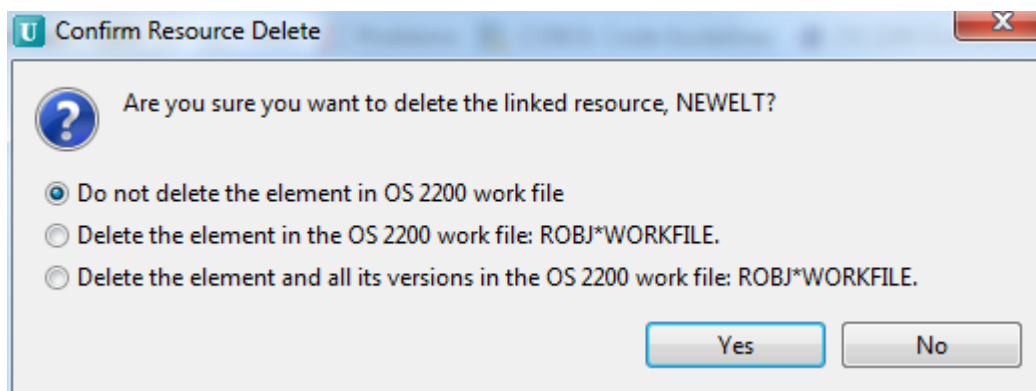 U Confirm Resource Delete
Are you sure you want to delete the linked resource, NEWELT?
Do not delete the element in OS 2200 work file
Delete the element in the OS 2200 work file: ROBJ*WORKFILE.
Delete the element and all its versions in the OS 2200 work file: ROBJ*WORKFILE.
Yes No